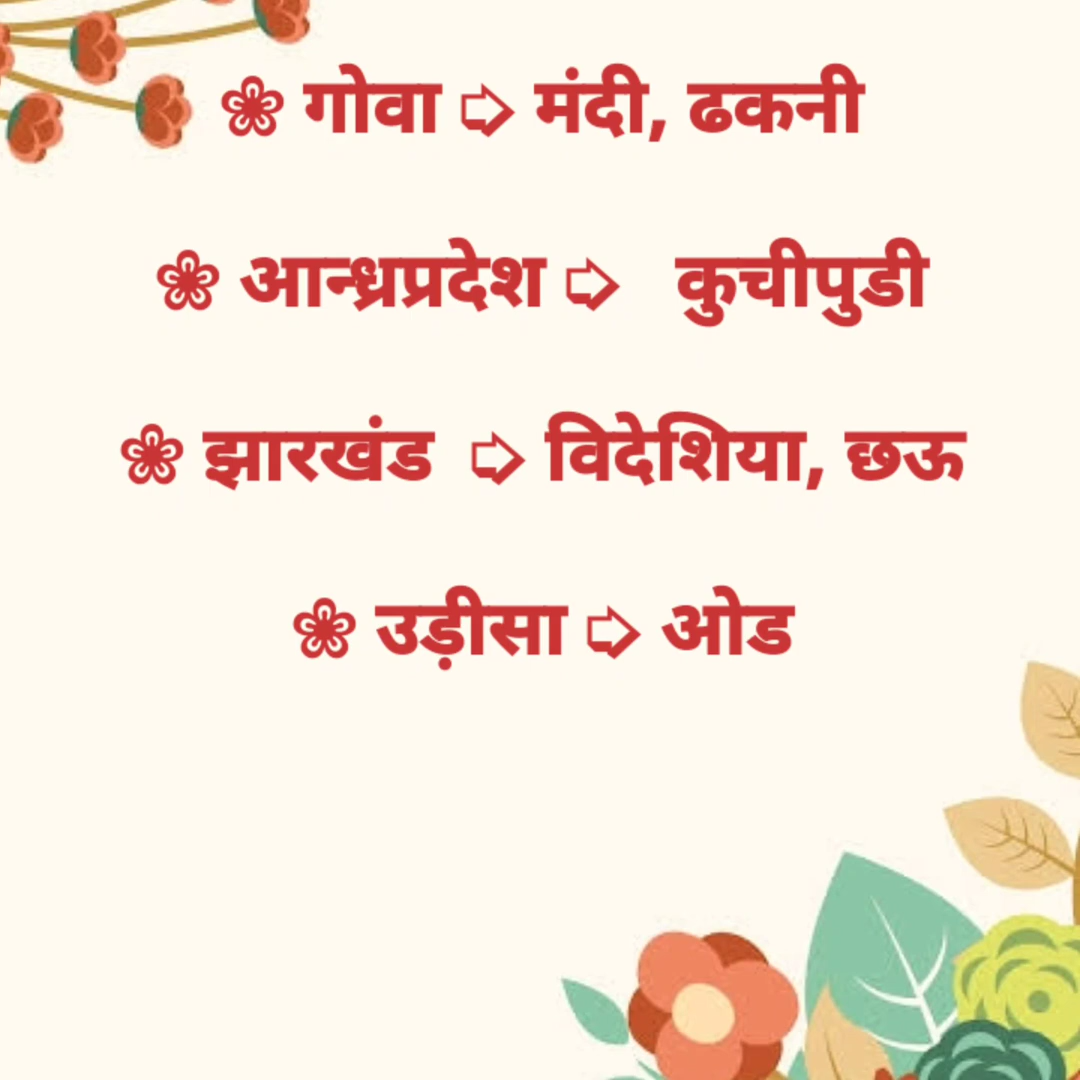 ❀ गोवा ➪ मंदी, ढकनी
❀ आन्ध्रप्रदेश ➪ कुचीपुडी
❀ झारखंड ➪ विदेशिया, छऊ
❀ उड़ीसा ➪ ओड